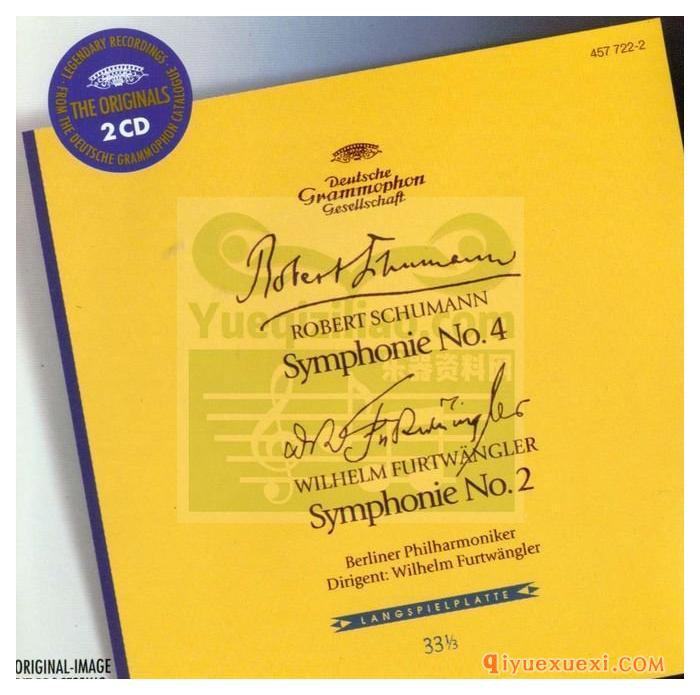 457 722-2
LEGENDARY RECORDINGS · FROM THE DEUTSCHE GRAMMOPHON CATALOGUE ·
THE ORIGINALS
2 CD
Deutsche
Grammophon
Gesellschaft
Robert Schumann
ROBERT SCHUMANN
Symphonie No. 4
Furtwängler
WILHELM FURTWÄNGLER
Symphonie No. 2
Berliner Philharmoniker
Dirigent: Wilhelm Furtwängler
LANGSPIELPLATTE
33⅓
ORIGINAL-IMAGE
Yueqiziliao.com
乐器资料网
qiyuexuexi.com